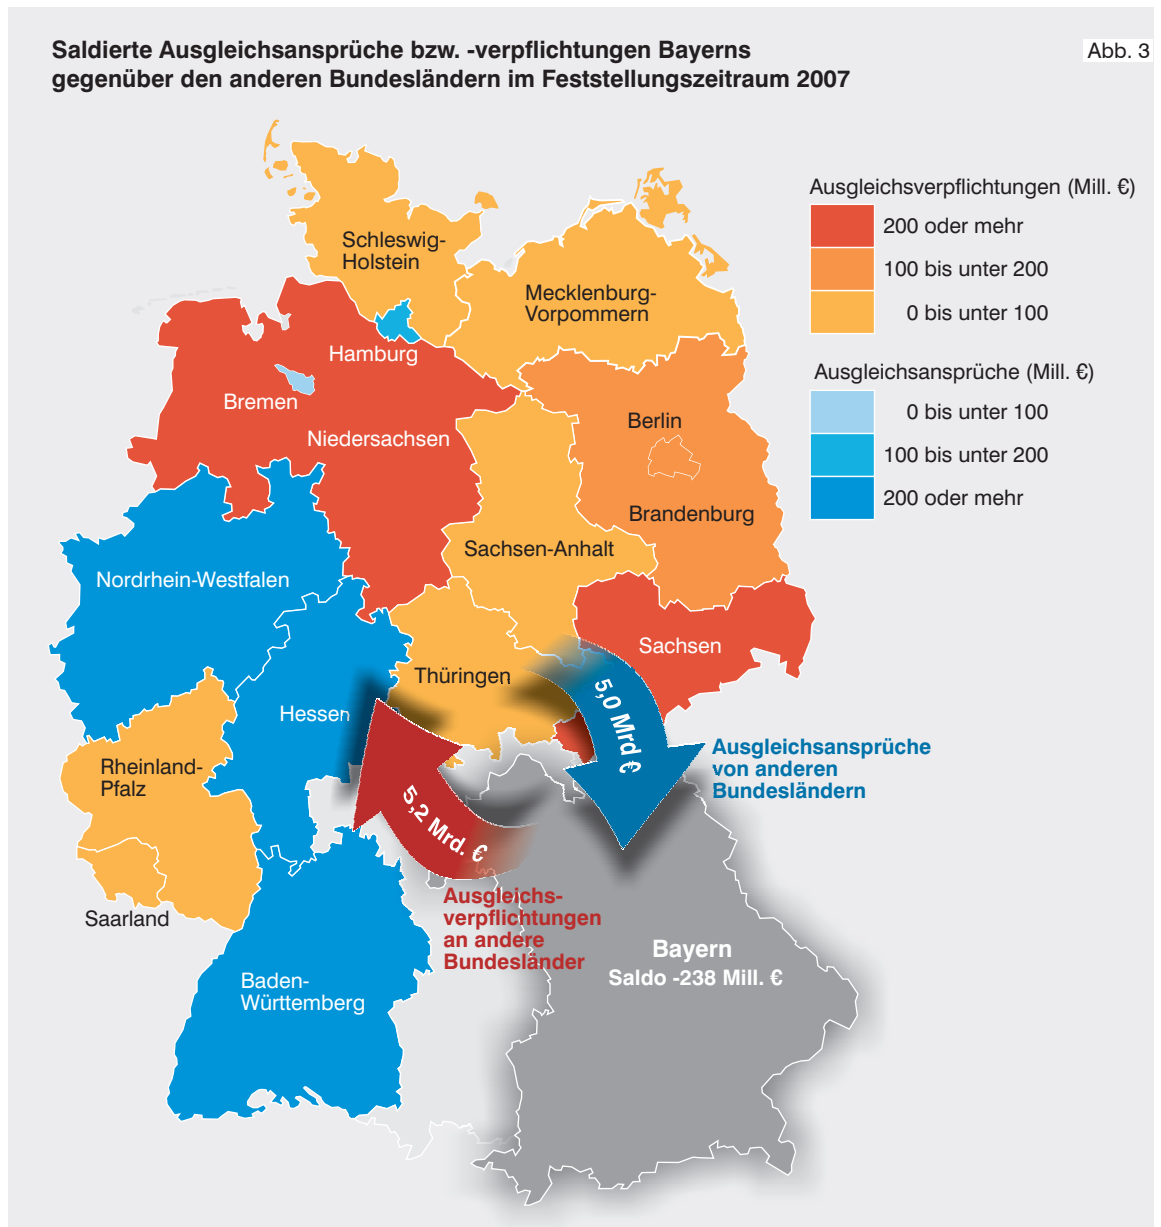 Saldierte Ausgleichsansprüche bzw. -verpflichtungen Bayerns
gegenüber den anderen Bundesländern im Feststellungszeitraum 2007
Abb. 3
Ausgleichsverpflichtungen (Mill. €)
200 oder mehr
100 bis unter 200
0 bis unter 100
Ausgleichsansprüche (Mill. €)
0 bis unter 100
100 bis unter 200
200 oder mehr
Schleswig-
Holstein
Mecklenburg-
Vorpommern
Hamburg
Bremen
Niedersachsen
Berlin
Brandenburg
Sachsen-Anhalt
Nordrhein-Westfalen
Sachsen
Thüringen
Hessen
5,0 Mrd €
Ausgleichsansprüche
von anderen
Bundesländern
Rheinland-
Pfalz
5,2 Mrd. €
Saarland
Ausgleichs-
verpflichtungen
an andere
Bundesländer
Bayern
Saldo -238 Mill. €
Baden-
Württemberg